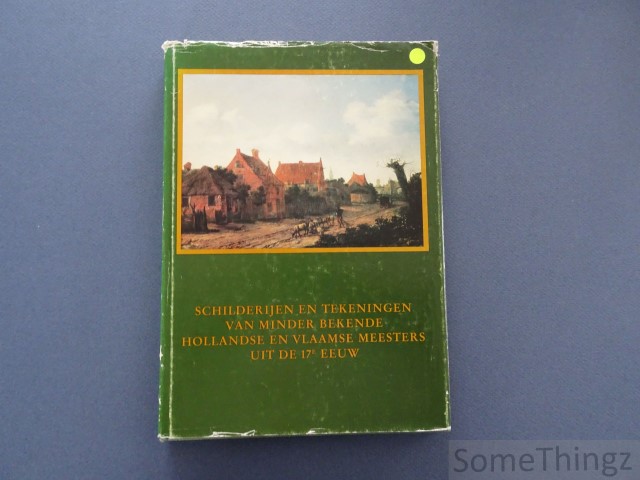 SCHILDERIJEN EN TEKENINGEN
VAN MINDER BEKENDE
HOLLANDSE EN VLAAMSE MEESTERS
UIT DE 17e EEUW
SomeThingz